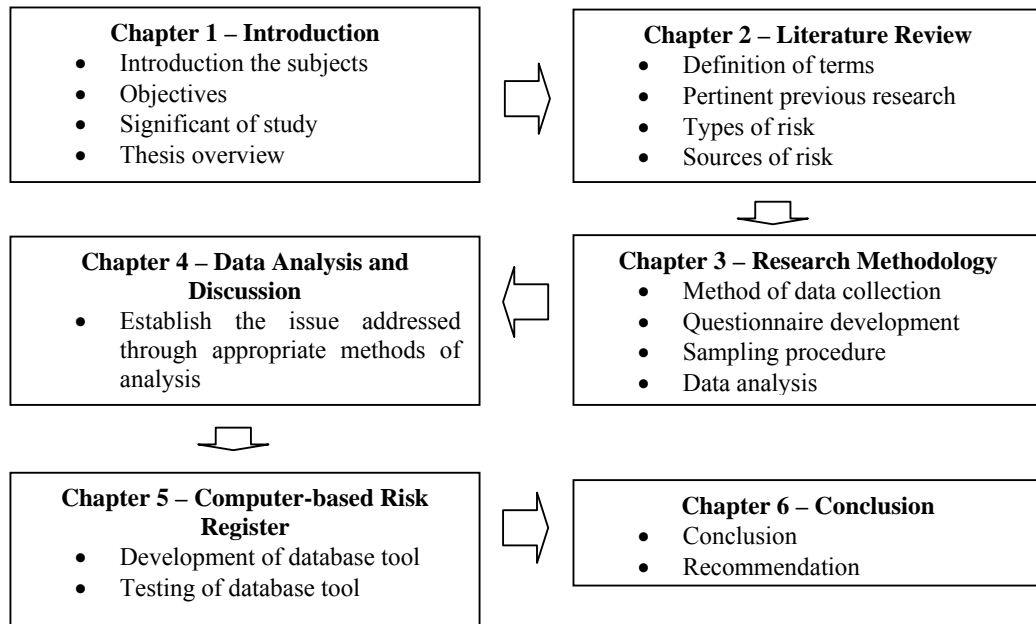 Chapter 1 – Introduction
• Introduction the subjects
• Objectives
• Significant of study
• Thesis overview
Chapter 2 – Literature Review
• Definition of terms
• Pertinent previous research
• Types of risk
• Sources of risk
Chapter 3 – Research Methodology
• Method of data collection
• Questionnaire development
• Sampling procedure
• Data analysis
Chapter 4 – Data Analysis and
Discussion
• Establish the issue addressed
through appropriate methods of
analysis
Chapter 5 – Computer-based Risk
Register
• Development of database tool
• Testing of database tool
Chapter 6 – Conclusion
• Conclusion
• Recommendation